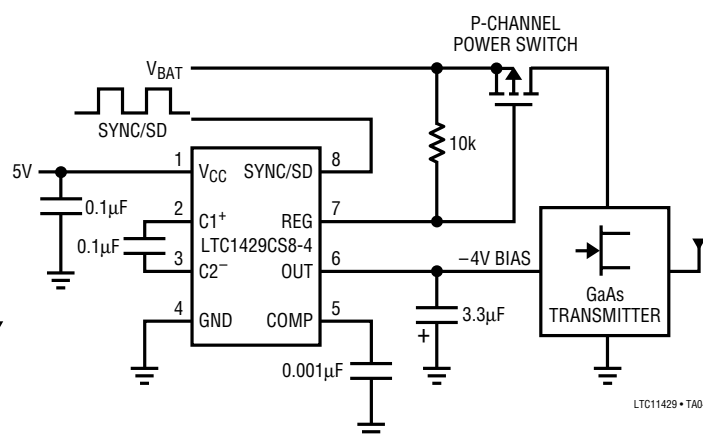 P-CHANNEL
POWER SWITCH
VBAT
SYNC/SD
10k
5V
1
VCC
SYNC/SD
8
0.1µF
2
C1+
REG
7
0.1µF
LTC1429CS8-4
3
C2–
OUT
6
–4V BIAS
4
GND
COMP
5
3.3µF
+
0.001µF
GaAs
TRANSMITTER
LTC11429 • TA0